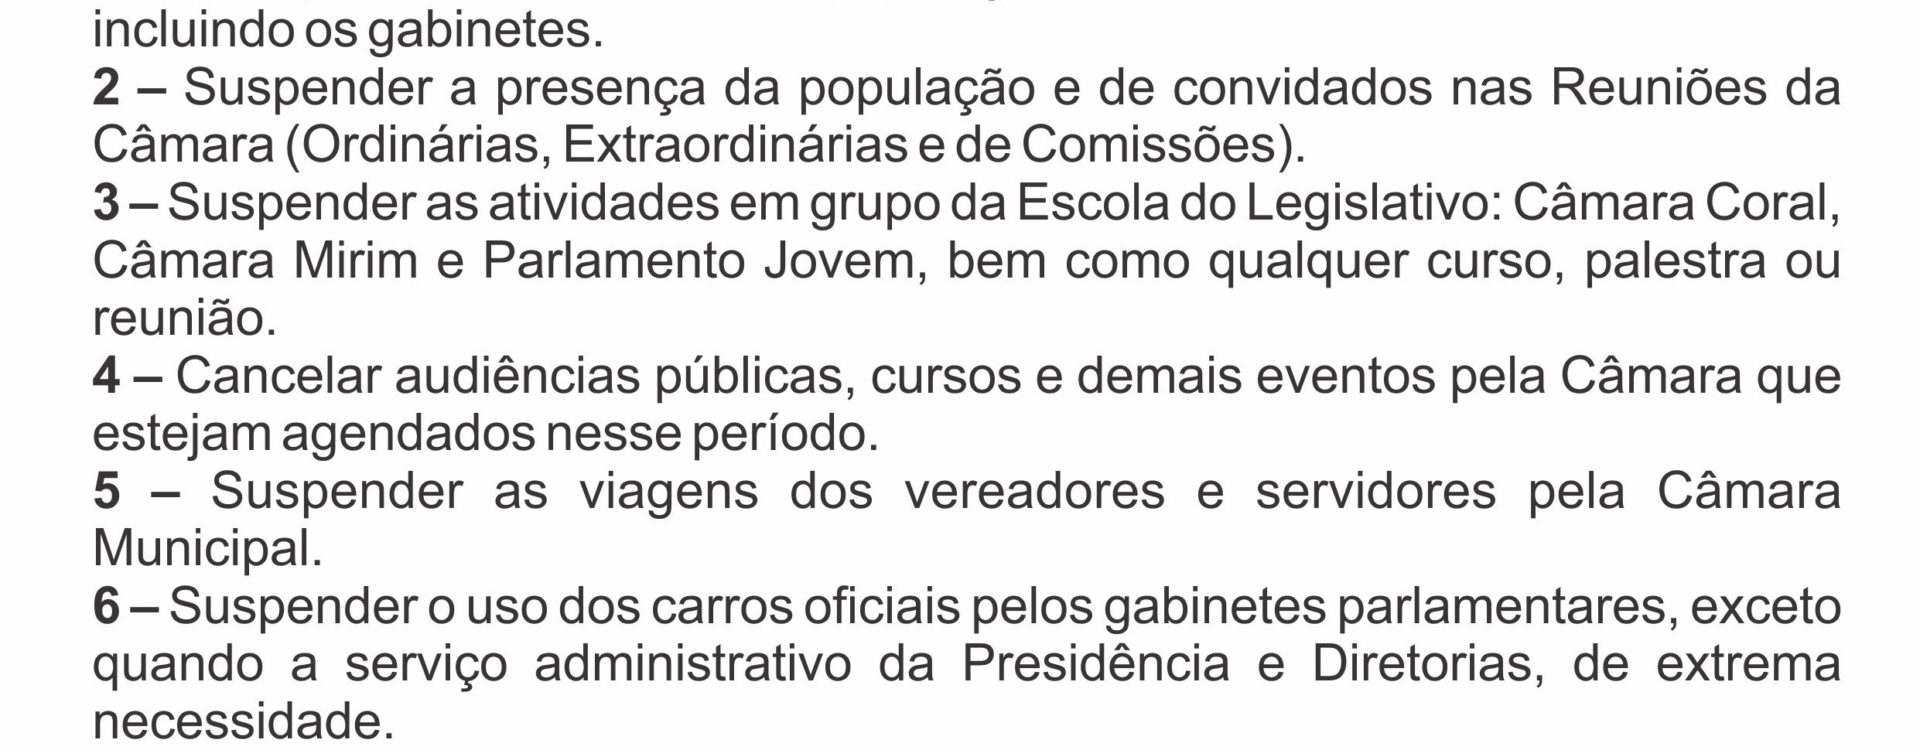 incluindo os gabinetes.
2 – Suspender a presença da população e de convidados nas Reuniões da
Câmara (Ordinárias, Extraordinárias e de Comissões).
3 – Suspender as atividades em grupo da Escola do Legislativo: Câmara Coral,
Câmara Mirim e Parlamento Jovem, bem como qualquer curso, palestra ou
reunião.
4 – Cancelar audiências públicas, cursos e demais eventos pela Câmara que
estejam agendados nesse período.
5 – Suspender as viagens dos vereadores e servidores pela Câmara
Municipal.
6 – Suspender o uso dos carros oficiais pelos gabinetes parlamentares, exceto
quando a serviço administrativo da Presidência e Diretorias, de extrema
necessidade.